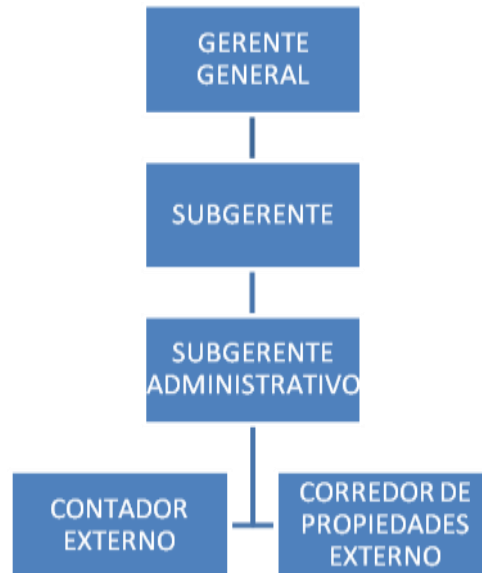 GERENTE
GENERAL
SUBGERENTE
SUBGERENTE
ADMINISTRATIVO
CONTADOR
EXTERNO
CORREDOR DE
PROPIEDADES
EXTERNO